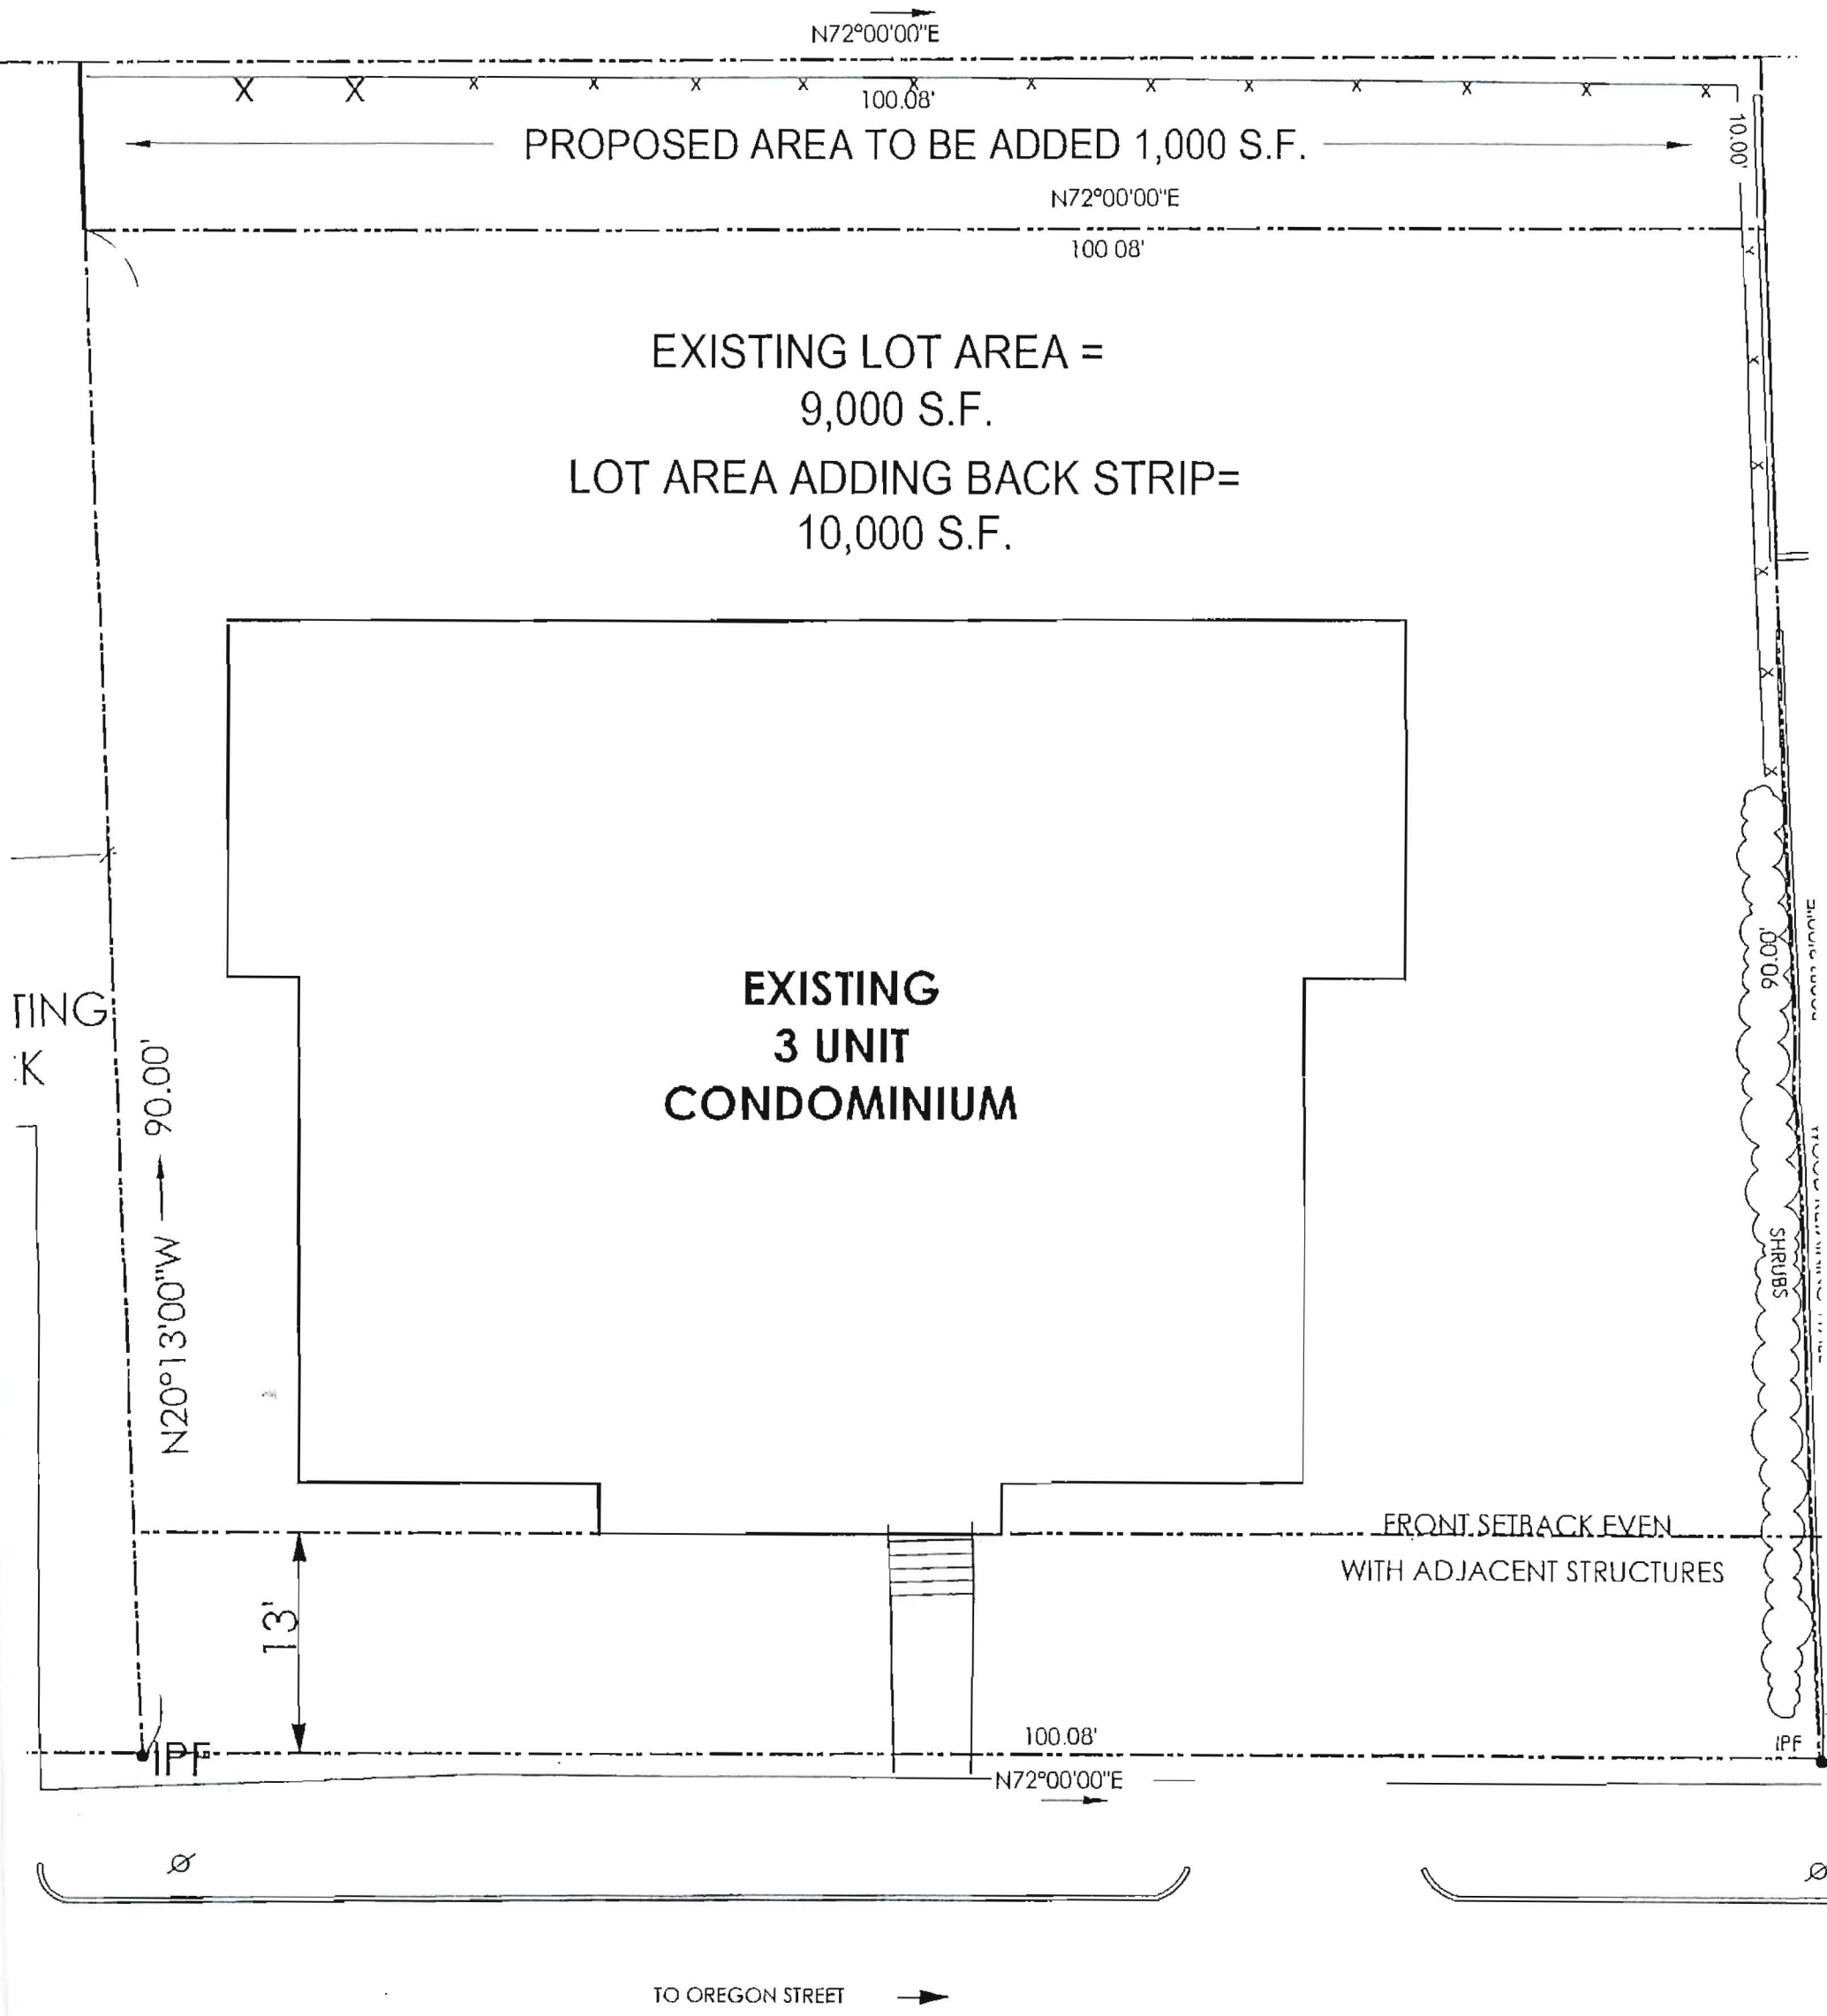 N72°00'00"E
X X X X X X X X X X X X X X
100.08'
PROPOSED AREA TO BE ADDED 1,000 S.F.
10.00'
N72°00'00"E
100 08'
EXISTING LOT AREA =
9,000 S.F.
LOT AREA ADDING BACK STRIP=
10,000 S.F.
X
X
X
X
X
X
EXISTING
3 UNIT
CONDOMINIUM
TING
K
N20°13'00"W 90.00'
90.00'
SHRUBS
FRONT SETBACK EVEN
WITH ADJACENT STRUCTURES
13'
100.08'
IPF
IPF
N72°00'00"E
TO OREGON STREET